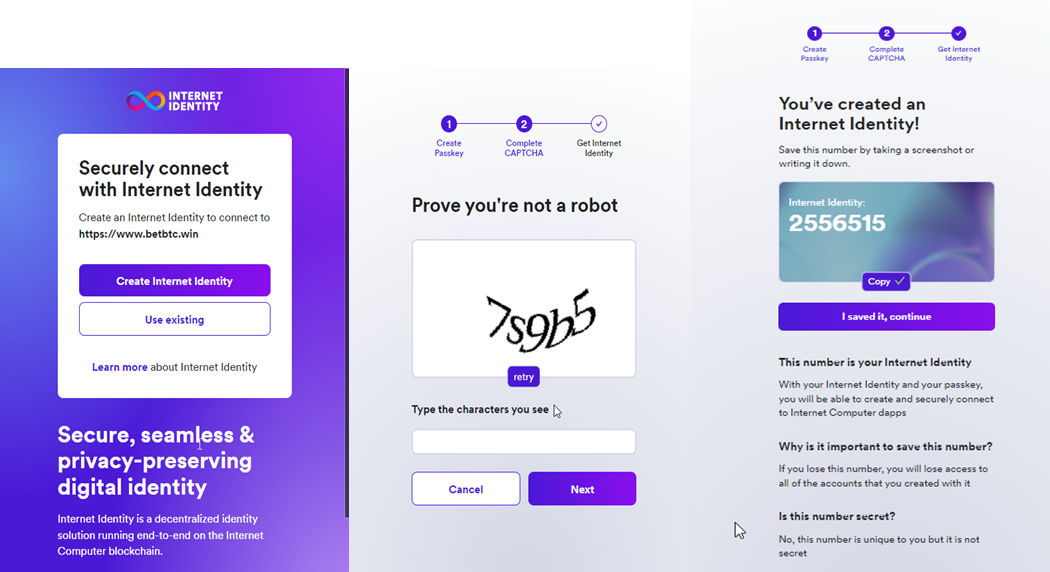 INTERNET
IDENTITY
Securely connect
with Internet Identity
Create an Internet Identity to connect to
https://www.betbtc.win
Create Internet Identity
Use existing
Learn more about Internet Identity
Secure, seamless &
privacy-preserving
digital identity
Internet Identity is a decentralized identity
solution running end-to-end on the Internet
Computer blockchain.
1 2
Create Complete Get Internet
Passkey CAPTCHA Identity
Prove you're not a robot
7s9b5
retry
Type the characters you see
Cancel Next
1 2
Create Complete Get Internet
Passkey CAPTCHA Identity
You've created an
Internet Identity!
Save this number by taking a screenshot or
writing it down.
Internet Identity:
2556515
Copy
I saved it, continue
This number is your Internet Identity
With your Internet Identity and your passkey,
you will be able to create and securely connect
to Internet Computer dapps
Why is it important to save this number?
If you lose this number, you will lose access to
all of the accounts that you created with it
Is this number secret?
No, this number is unique to you but it is not
secret